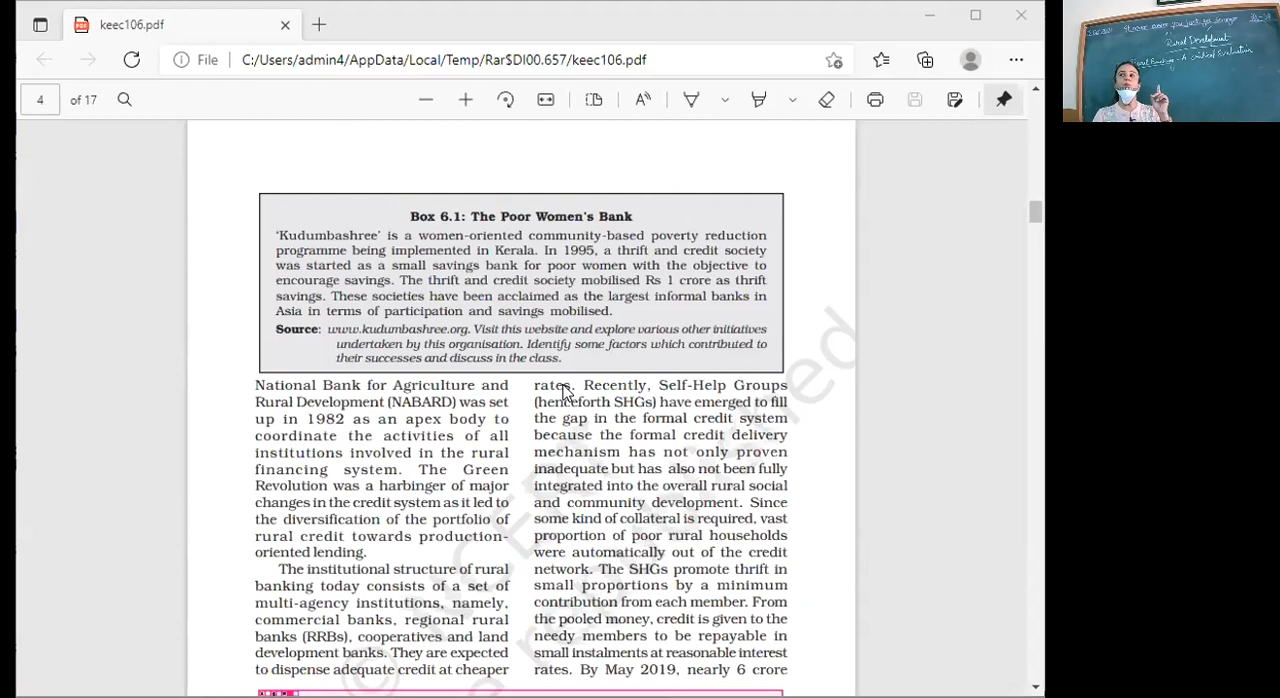 keec106.pdf
File
C:/Users/admin4/AppData/Local/Temp/Rar$DI00.657/keec106.pdf
4
of 17
Box 6.1: The Poor Women's Bank
'Kudumbashree' is a women-oriented community-based poverty reduction
programme being implemented in Kerala. In 1995, a thrift and credit society
was started as a small savings bank for poor women with the objective to
encourage savings. The thrift and credit society mobilised Rs 1 crore as thrift
savings. These societies have been acclaimed as the largest informal banks in
Asia in terms of participation and savings mobilised.
Source: www.kudumbashree.org. Visit this website and explore various other initiatives
undertaken by this organisation. Identify some factors which contributed to
their successes and discuss in the class.
National Bank for Agriculture and
Rural Development (NABARD) was set
up in 1982 as an apex body to
coordinate the activities of all
institutions involved in the rural
financing system. The Green
Revolution was a harbinger of major
changes in the credit system as it led to
the diversification of the portfolio of
rural credit towards production-
oriented lending.
The institutional structure of rural
banking today consists of a set of
multi-agency institutions, namely,
commercial banks, regional rural
banks (RRBs), cooperatives and land
development banks. They are expected
to dispense adequate credit at cheaper
rates. Recently, Self-Help Groups
(henceforth SHGs) have emerged to fill
the gap in the formal credit system
because the formal credit delivery
mechanism has not only proven
inadequate but has also not been fully
integrated into the overall rural social
and community development. Since
some kind of collateral is required, vast
proportion of poor rural households
were automatically out of the credit
network. The SHGs promote thrift in
small proportions by a minimum
contribution from each member. From
the pooled money, credit is given to the
needy members to be repayable in
small instalments at reasonable interest
rates. By May 2019, nearly 6 crore
Rural Development
Rural Banking - A critical Evaluation